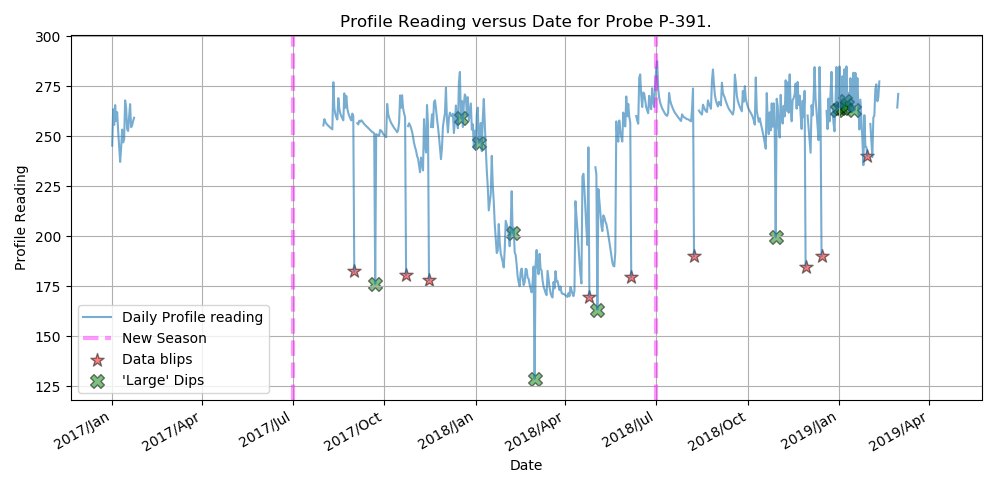 Profile Reading versus Date for Probe P-391.
Profile Reading
300
275
250
225
200
175
150
125
Daily Profile reading
New Season
Data blips
'Large' Dips
2017/Jan
2017/Apr
2017/Jul
2017/Oct
2018/Jan
2018/Apr
2018/Jul
2018/Oct
2019/Jan
2019/Apr
Date